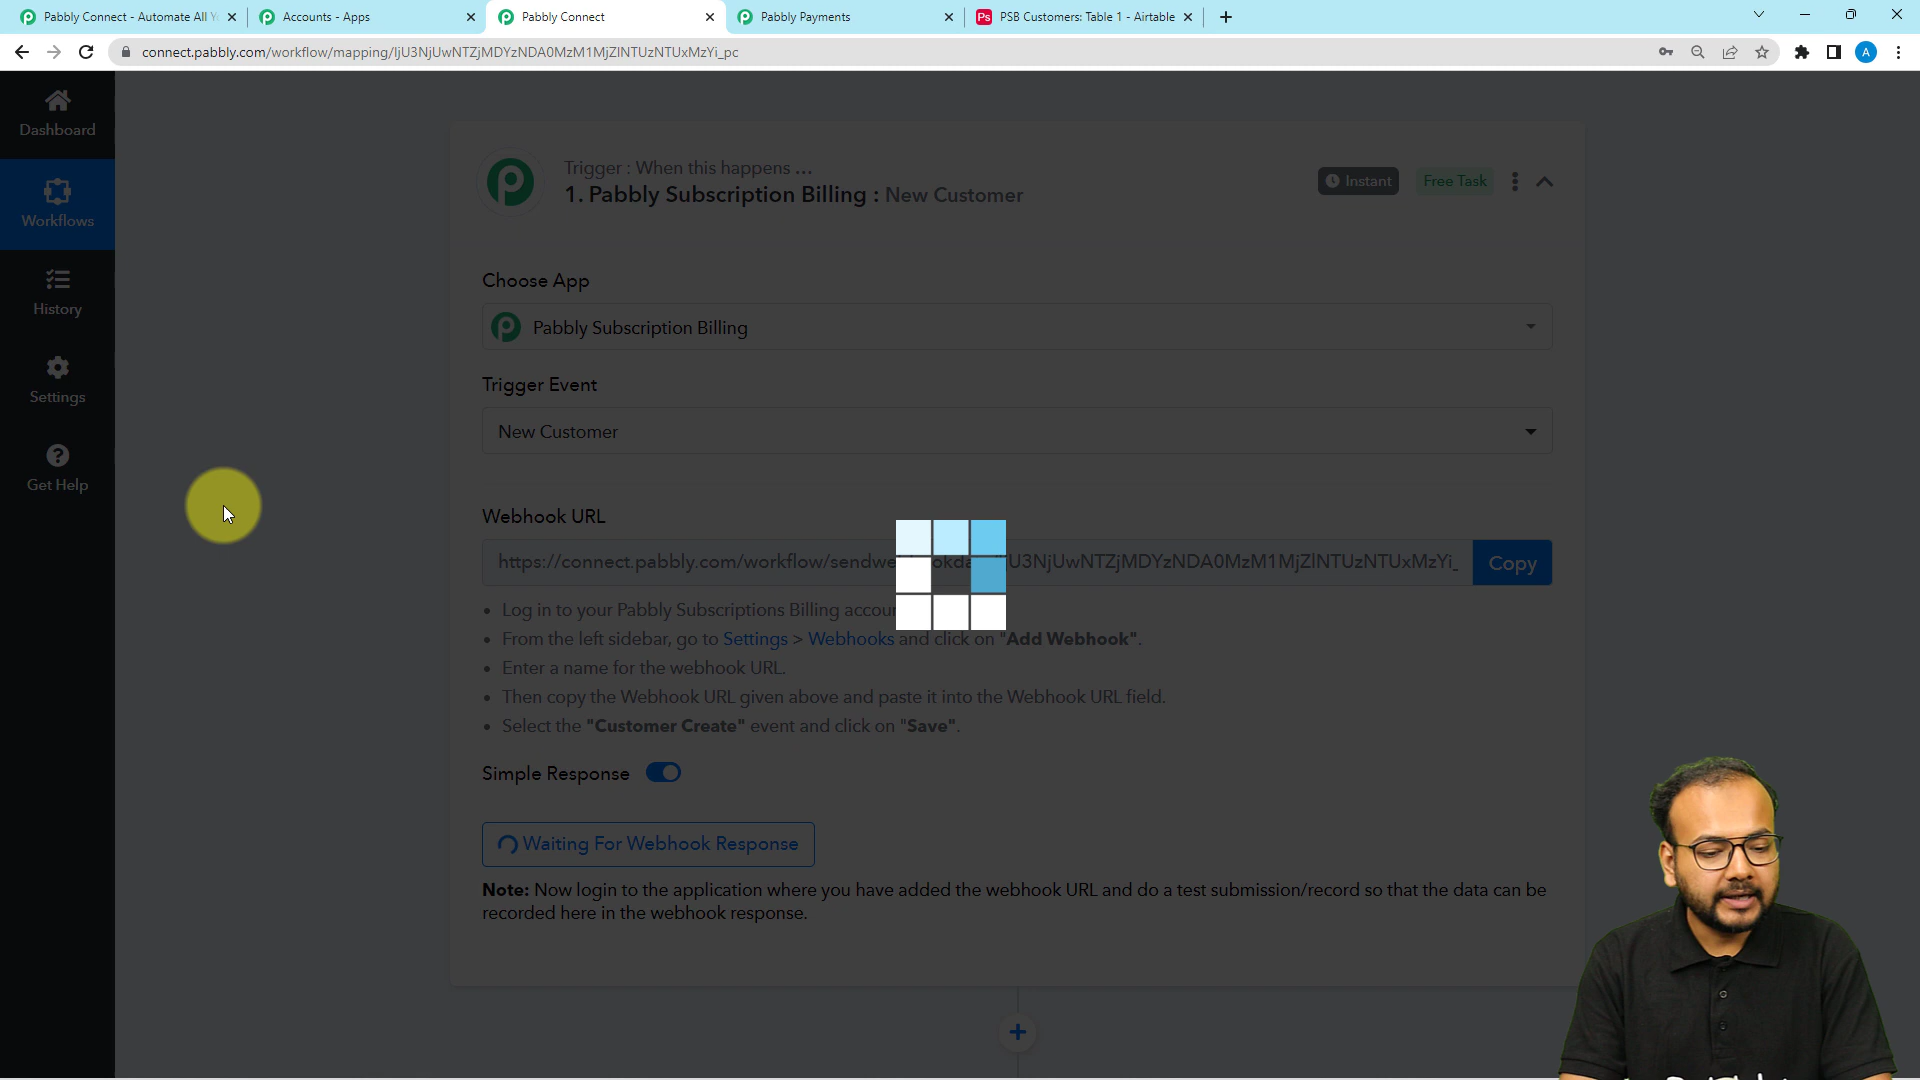 Pabbly Connect - Automate All Y
Accounts - Apps
Pabbly Connect
Pabbly Payments
Ps
PSB Customers: Table 1 - Airtable
connect.pabbly.com/workflow/mapping/IjU3NjUwNTZjMDYzNDA0MzM1MjZlNTUzNTUxMzYi_pc
A
Dashboard
Workflows
History
Settings
Get Help
Trigger : When this happens ...
1. Pabbly Subscription Billing : New Customer
Instant
Free Task
Choose App
Pabbly Subscription Billing
Trigger Event
New Customer
Webhook URL
https://connect.pabbly.com/workflow/sendwe
okda
U3NjUwNTZjMDYzNDA0MzM1MjZlNTUzNTUxMzYi_
Copy
• Log in to your Pabbly Subscriptions Billing accou
• From the left sidebar, go to Settings > Webhooks and click on "Add Webhook".
• Enter a name for the webhook URL.
• Then copy the Webhook URL given above and paste it into the Webhook URL field.
• Select the "Customer Create" event and click on "Save".
Simple Response
Waiting For Webhook Response
Note: Now login to the application where you have added the webhook URL and do a test submission/record so that the data can be
recorded here in the webhook response.